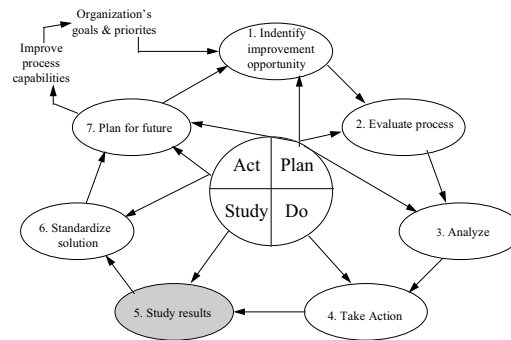 Organization's
goals & priorites
Improve
process
capabilities
1. Indentify
improvement
opportunity
7. Plan for future
2. Evaluate process
Act
Plan
Study
Do
6. Standardize
solution
3. Analyze
5. Study results
4. Take Action